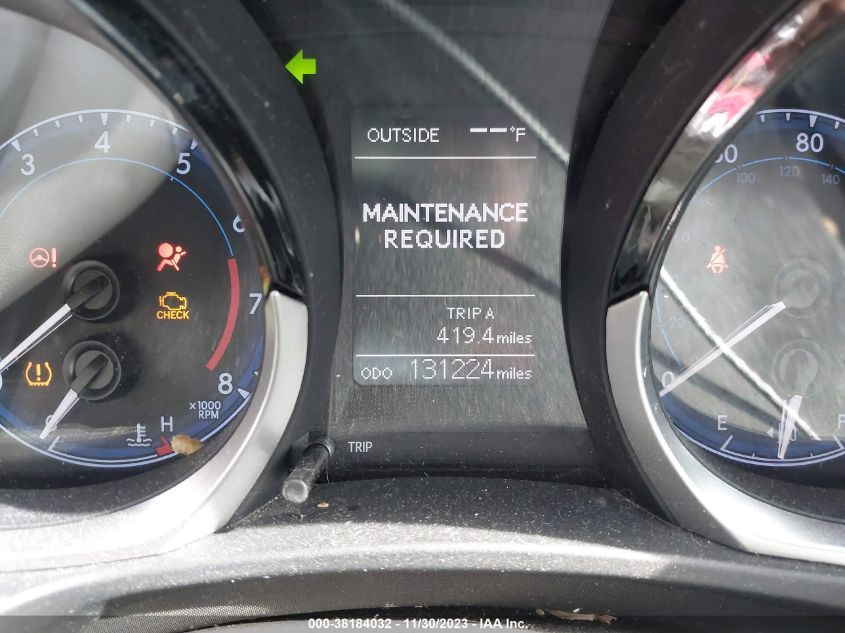 OUTSIDE -- °F
MAINTENANCE
REQUIRED
TRIP A
419.4 miles
ODO 131224 miles
TRIP
3 4 5 6 7 8
CHECK
×1000
RPM
H
0 20 80
100 120 140
E F
000-38184032 - 11/30/2023 - IAA Inc.